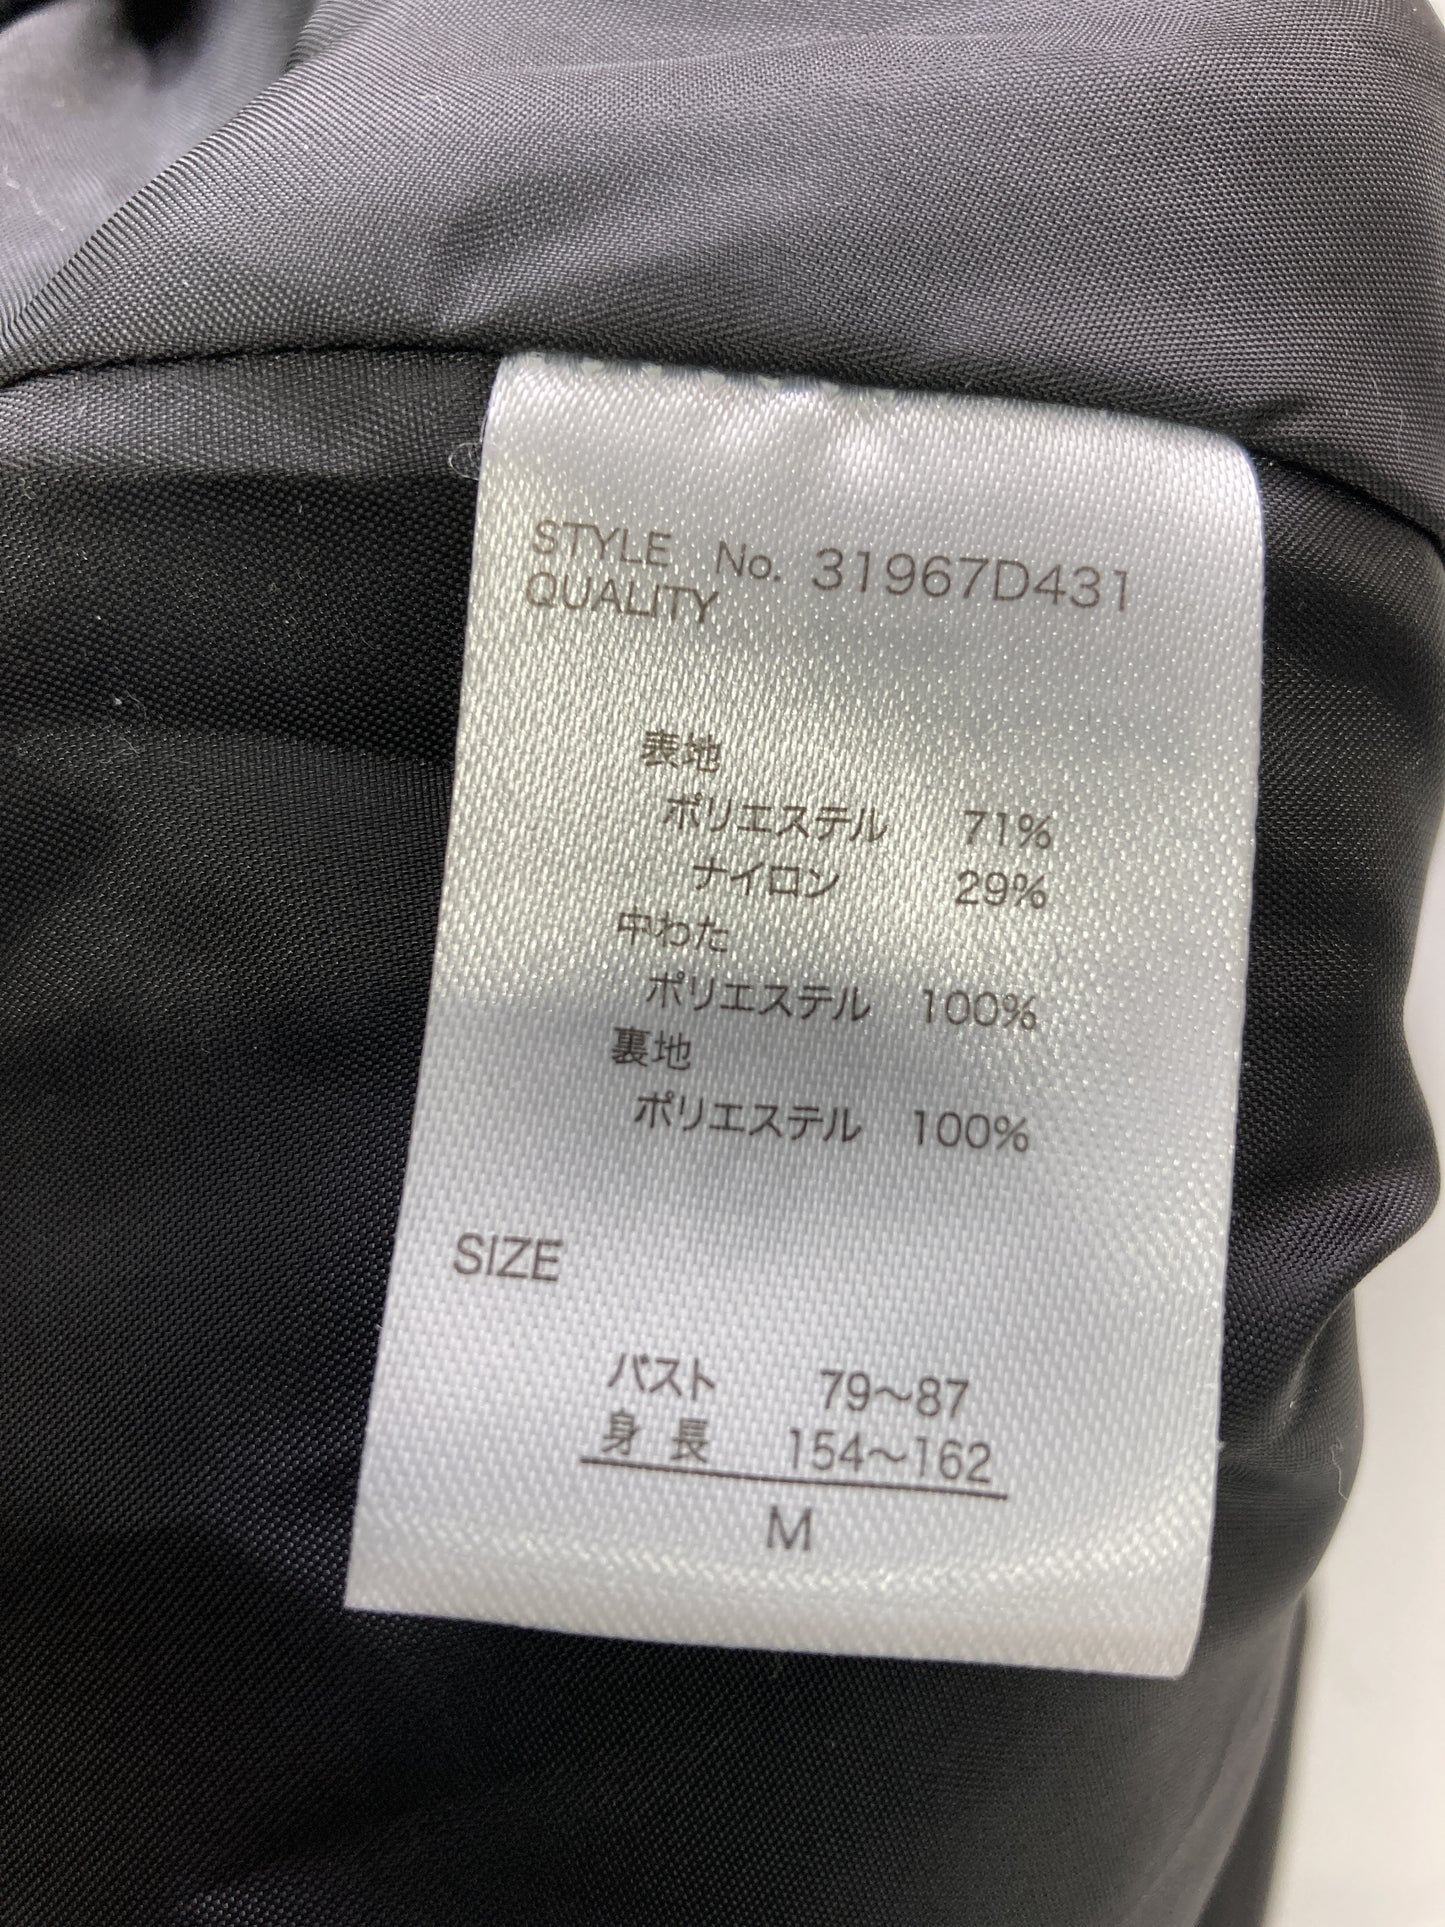 STYLE No. 31967D431
QUALITY
表地
ポリエステル 71%
ナイロン 29%
中わた
ポリエステル 100%
裏地
ポリエステル 100%
SIZE
バスト 79～87
身長 154～162
M